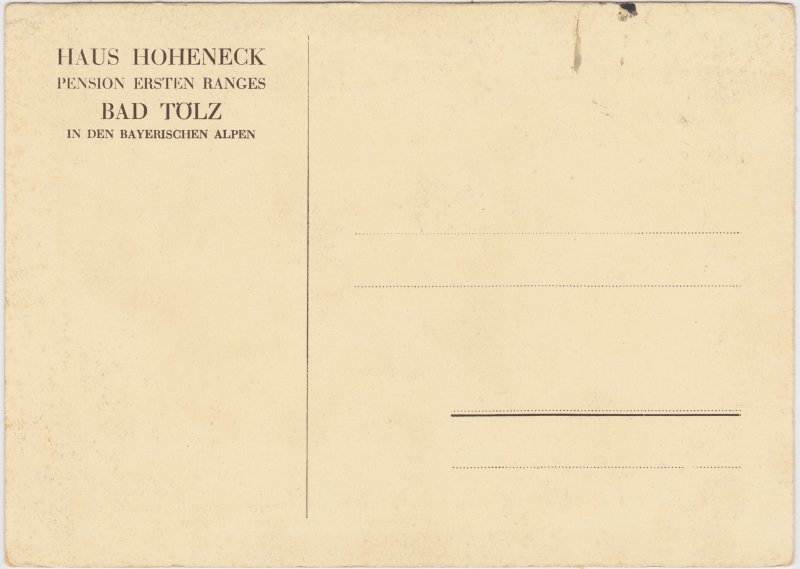 HAUS HOHENECK
PENSION ERSTEN RANGES
BAD TÖLZ
IN DEN BAYERISCHEN ALPEN